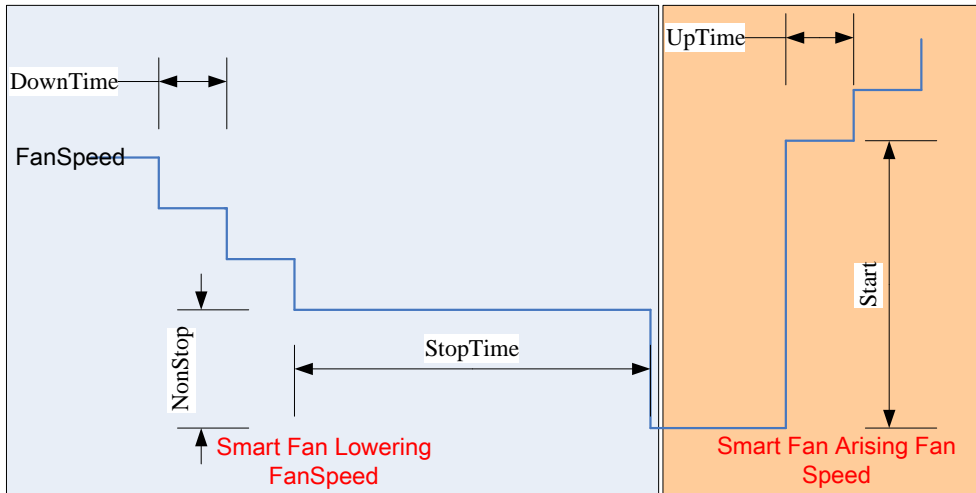 UpTime
DownTime
FanSpeed
Start
NonStop
StopTime
Smart Fan Lowering
FanSpeed
Smart Fan Arising Fan
Speed